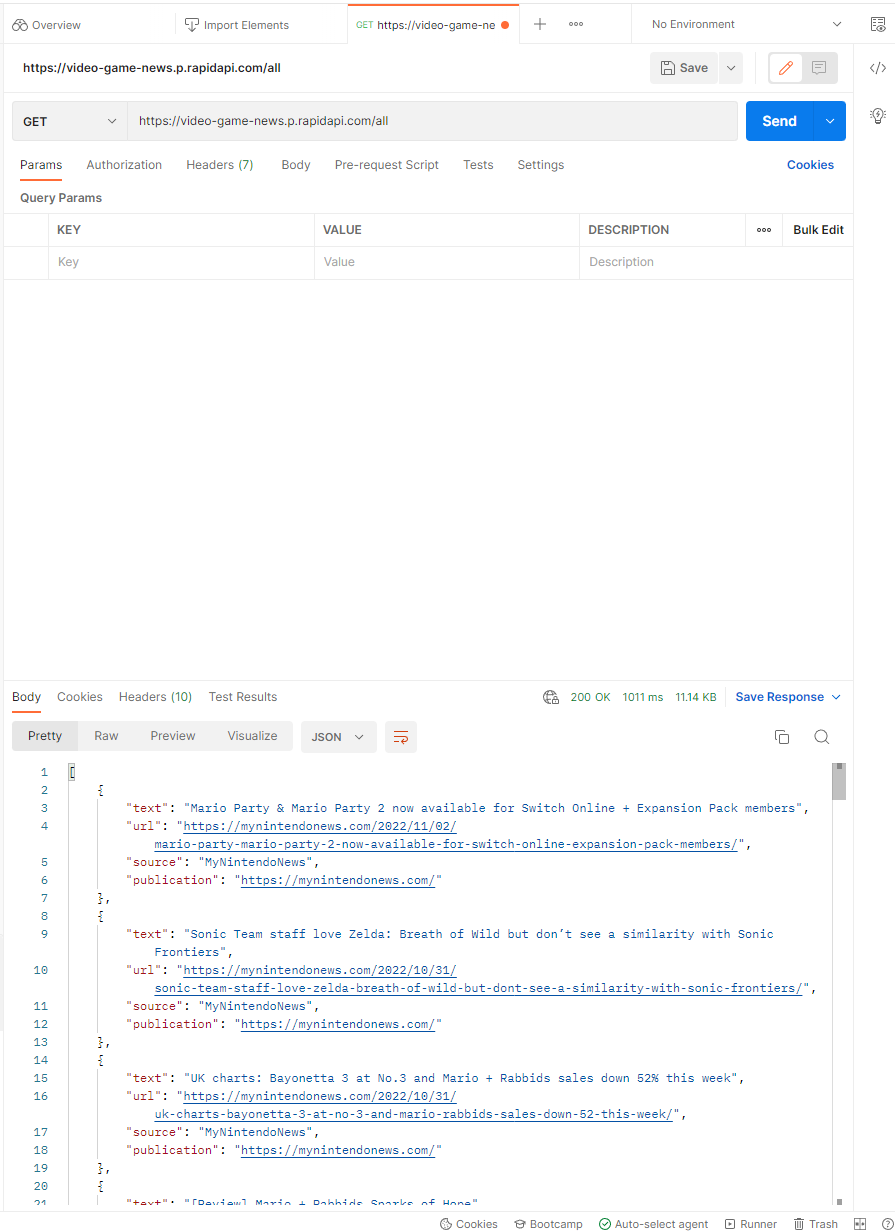 Overview
Import Elements
GET https://video-game-ne
No Environment
https://video-game-news.p.rapidapi.com/all
Save
GET
https://video-game-news.p.rapidapi.com/all
Send
Params Authorization Headers (7) Body Pre-request Script Tests Settings Cookies
Query Params
KEY VALUE DESCRIPTION Bulk Edit
Key Value Description
Body Cookies Headers (10) Test Results 200 OK 1011 ms 11.14 KB Save Response
Pretty Raw Preview Visualize JSON
1 [
2 {
3 "text": "Mario Party & Mario Party 2 now available for Switch Online + Expansion Pack members",
4 "url": "https://mynintendonews.com/2022/11/02/
mario-party-mario-party-2-now-available-for-switch-online-expansion-pack-members/",
5 "source": "MyNintendoNews",
6 "publication": "https://mynintendonews.com/"
7 },
8 {
9 "text": "Sonic Team staff love Zelda: Breath of Wild but don’t see a similarity with Sonic
Frontiers",
10 "url": "https://mynintendonews.com/2022/10/31/
sonic-team-staff-love-zelda-breath-of-wild-but-dont-see-a-similarity-with-sonic-frontiers/",
11 "source": "MyNintendoNews",
12 "publication": "https://mynintendonews.com/"
13 },
14 {
15 "text": "UK charts: Bayonetta 3 at No.3 and Mario + Rabbids sales down 52% this week",
16 "url": "https://mynintendonews.com/2022/10/31/
uk-charts-bayonetta-3-at-no-3-and-mario-rabbids-sales-down-52-this-week/",
17 "source": "MyNintendoNews",
18 "publication": "https://mynintendonews.com/"
19 },
20 {
21 "text": "[Review] Mario + Rabbids Sparks of Hope"
Cookies Bootcamp Auto-select agent Runner Trash